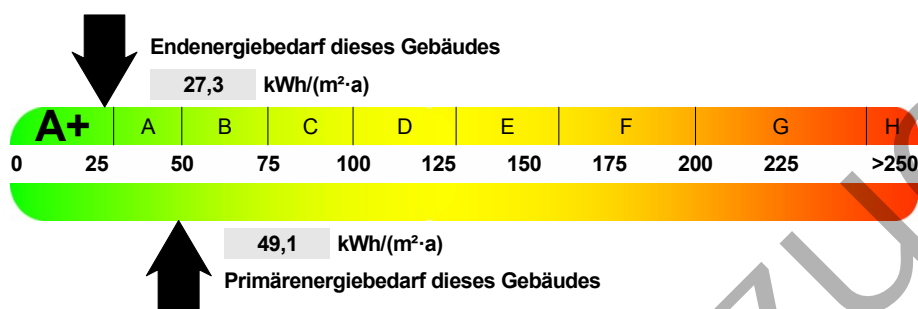 Endenergiebedarf dieses Gebäudes
27,3 kWh/(m²·a)
A+ A B C D E F G H
0 25 50 75 100 125 150 175 200 225 >250
49,1 kWh/(m²·a)
Primärenergiebedarf dieses Gebäudes